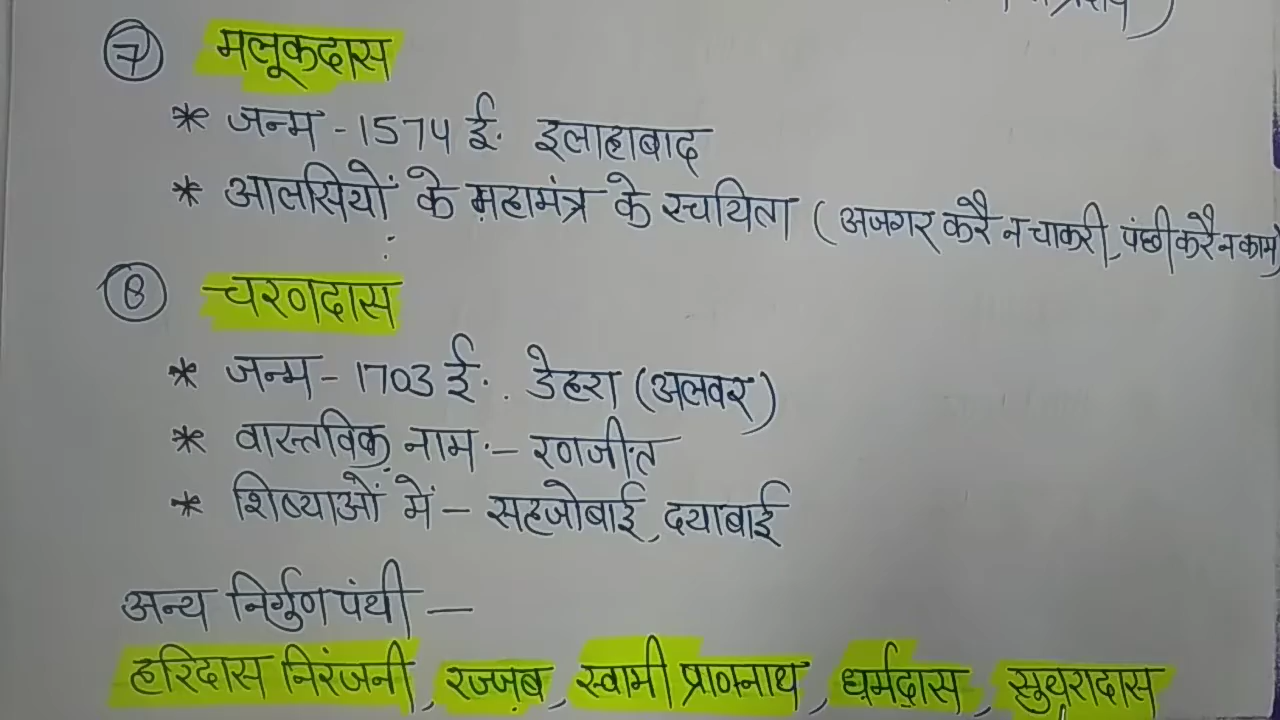 ⑦ मलूकदास
* जन्म - 1574 ई. इलाहाबाद
* आलसियों के महामंत्र के रचयिता (अजगर करै न चाकरी, पंछी करै न काम)
⑧ चरणदास
* जन्म - 1703 ई. डेहरा (अलवर)
* वास्तविक नाम - रणजीत
* शिष्याओं में - सहजोबाई, दयाबाई
अन्य निर्गुण पंथी —
हरिदास निरंजनी, रज्जब, स्वामी प्राणनाथ, धर्मदास, सुथरादास